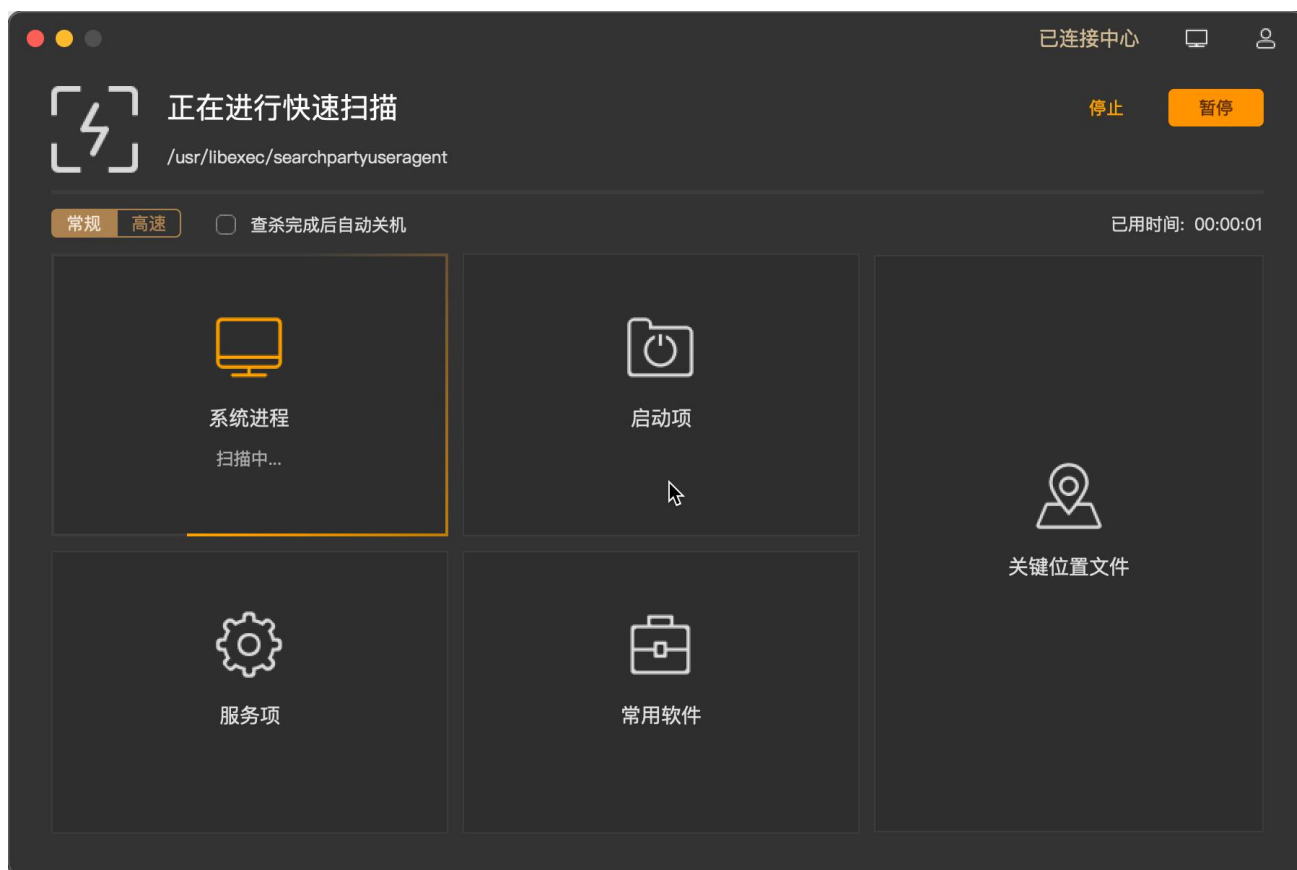 已连接中心
正在进行快速扫描
停止
暂停
/usr/libexec/searchpartyuseragent
常规
高速
查杀完成后自动关机
已用时间: 00:00:01
系统进程
扫描中...
启动项
关键位置文件
服务项
常用软件